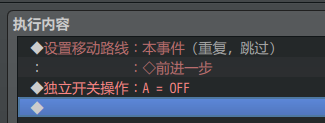 执行内容
◆设置移动路线：本事件（重复，跳过）
：　　　　　　：◇前进一步
◆独立开关操作：A = OFF
◆